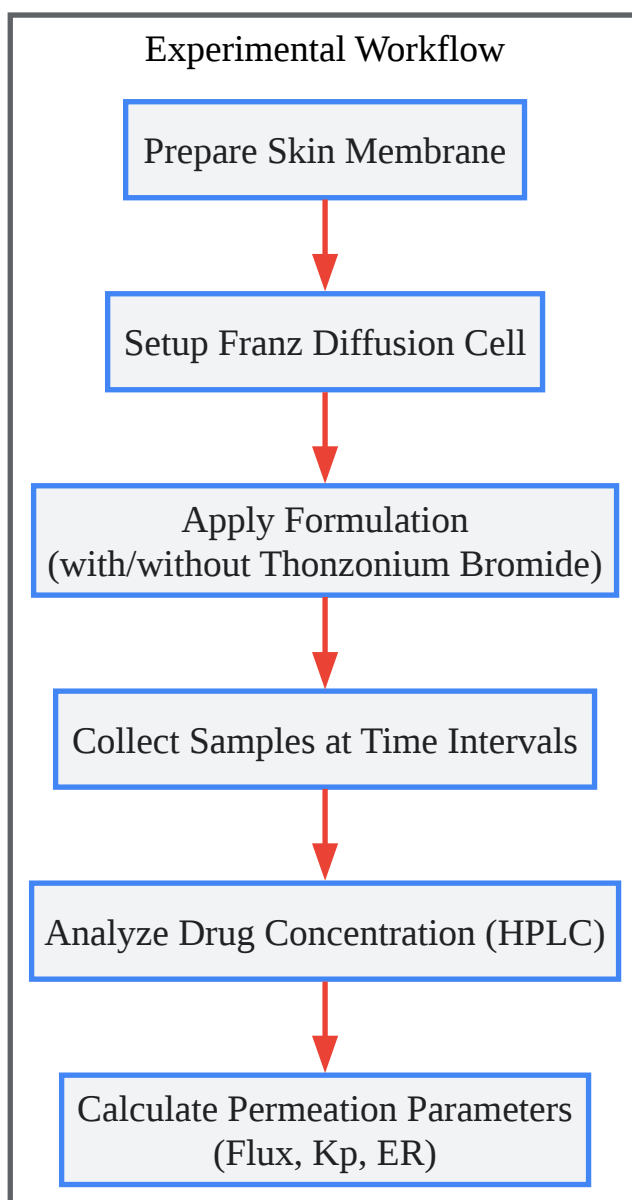 Experimental Workflow
Prepare Skin Membrane
Setup Franz Diffusion Cell
Apply Formulation
(with/without Thonzonium Bromide)
Collect Samples at Time Intervals
Analyze Drug Concentration (HPLC)
Calculate Permeation Parameters
(Flux, Kp, ER)